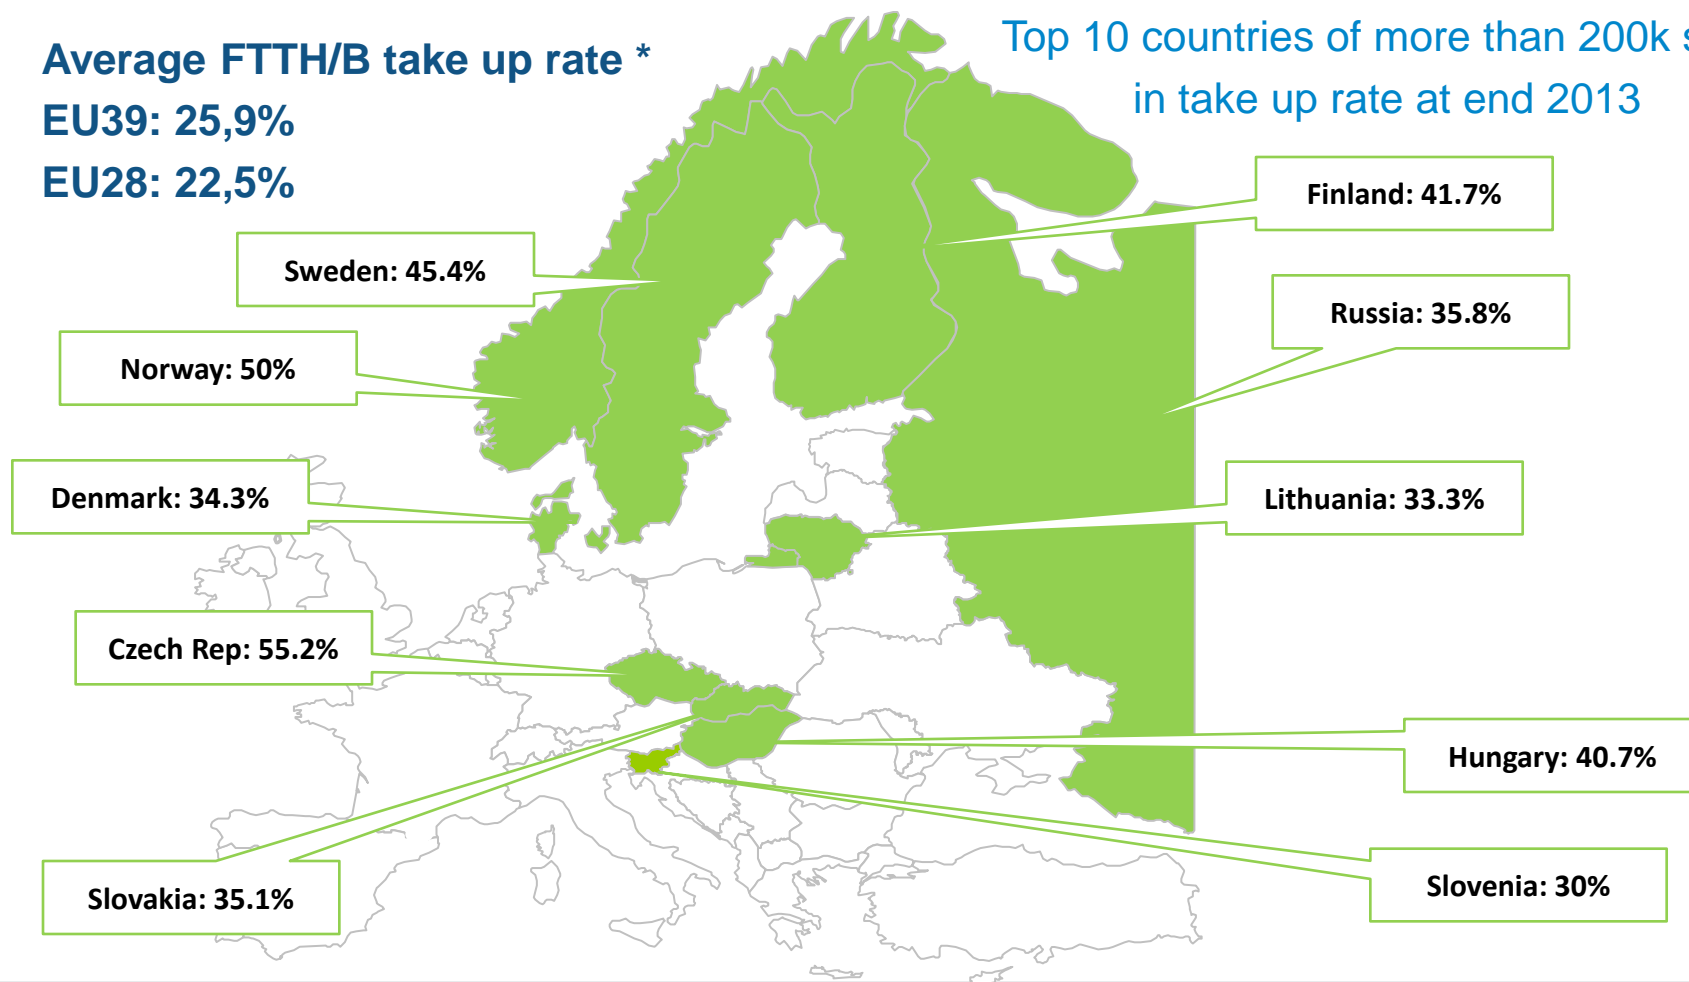 Average FTTH/B take up rate *
EU39: 25,9%
EU28: 22,5%
Top 10 countries of more than 200k
in take up rate at end 2013
Finland: 41.7%
Sweden: 45.4%
Russia: 35.8%
Norway: 50%
Denmark: 34.3%
Lithuania: 33.3%
Czech Rep: 55.2%
Hungary: 40.7%
Slovakia: 35.1%
Slovenia: 30%